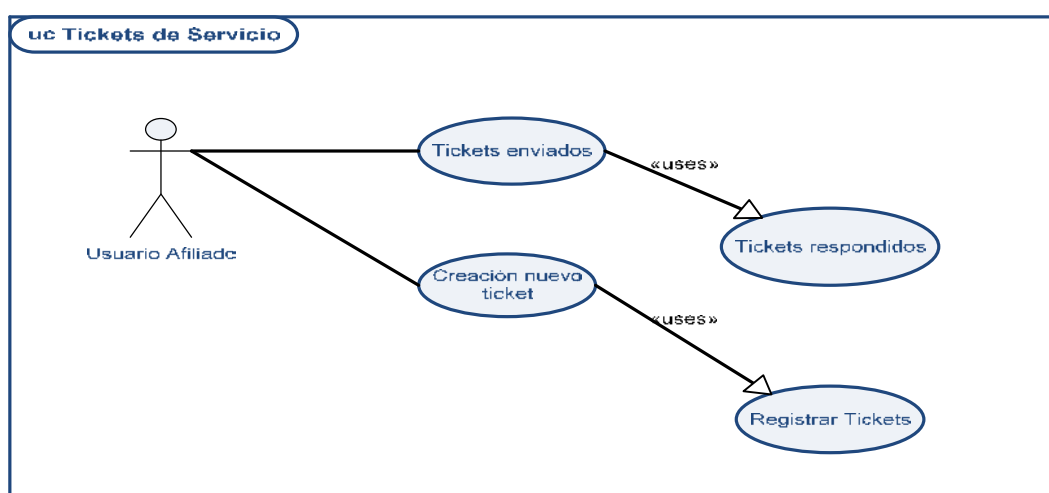 uc Tickets de Servicio
Tickets enviados
«uses»
Tickets respondidos
Usuario Afiliado
Creación nuevo
ticket
«uses»
Registrar Tickets